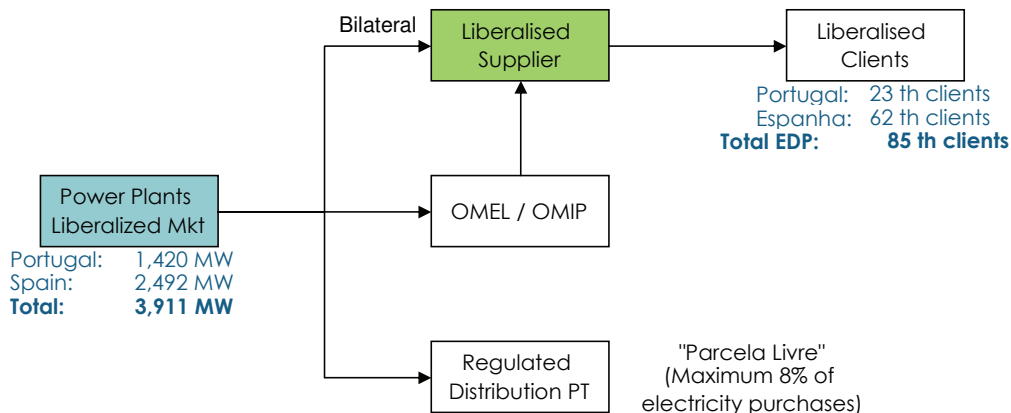 Bilateral
Liberalised
Supplier
Liberalised
Clients
Portugal: 23 th clients
Espanha: 62 th clients
Total EDP: 85 th clients
Power Plants
Liberalized Mkt
OMEL / OMIP
Portugal: 1,420 MW
Spain: 2,492 MW
Total: 3,911 MW
Regulated
Distribution PT
"Parcela Livre"
(Maximum 8% of
electricity purchases)